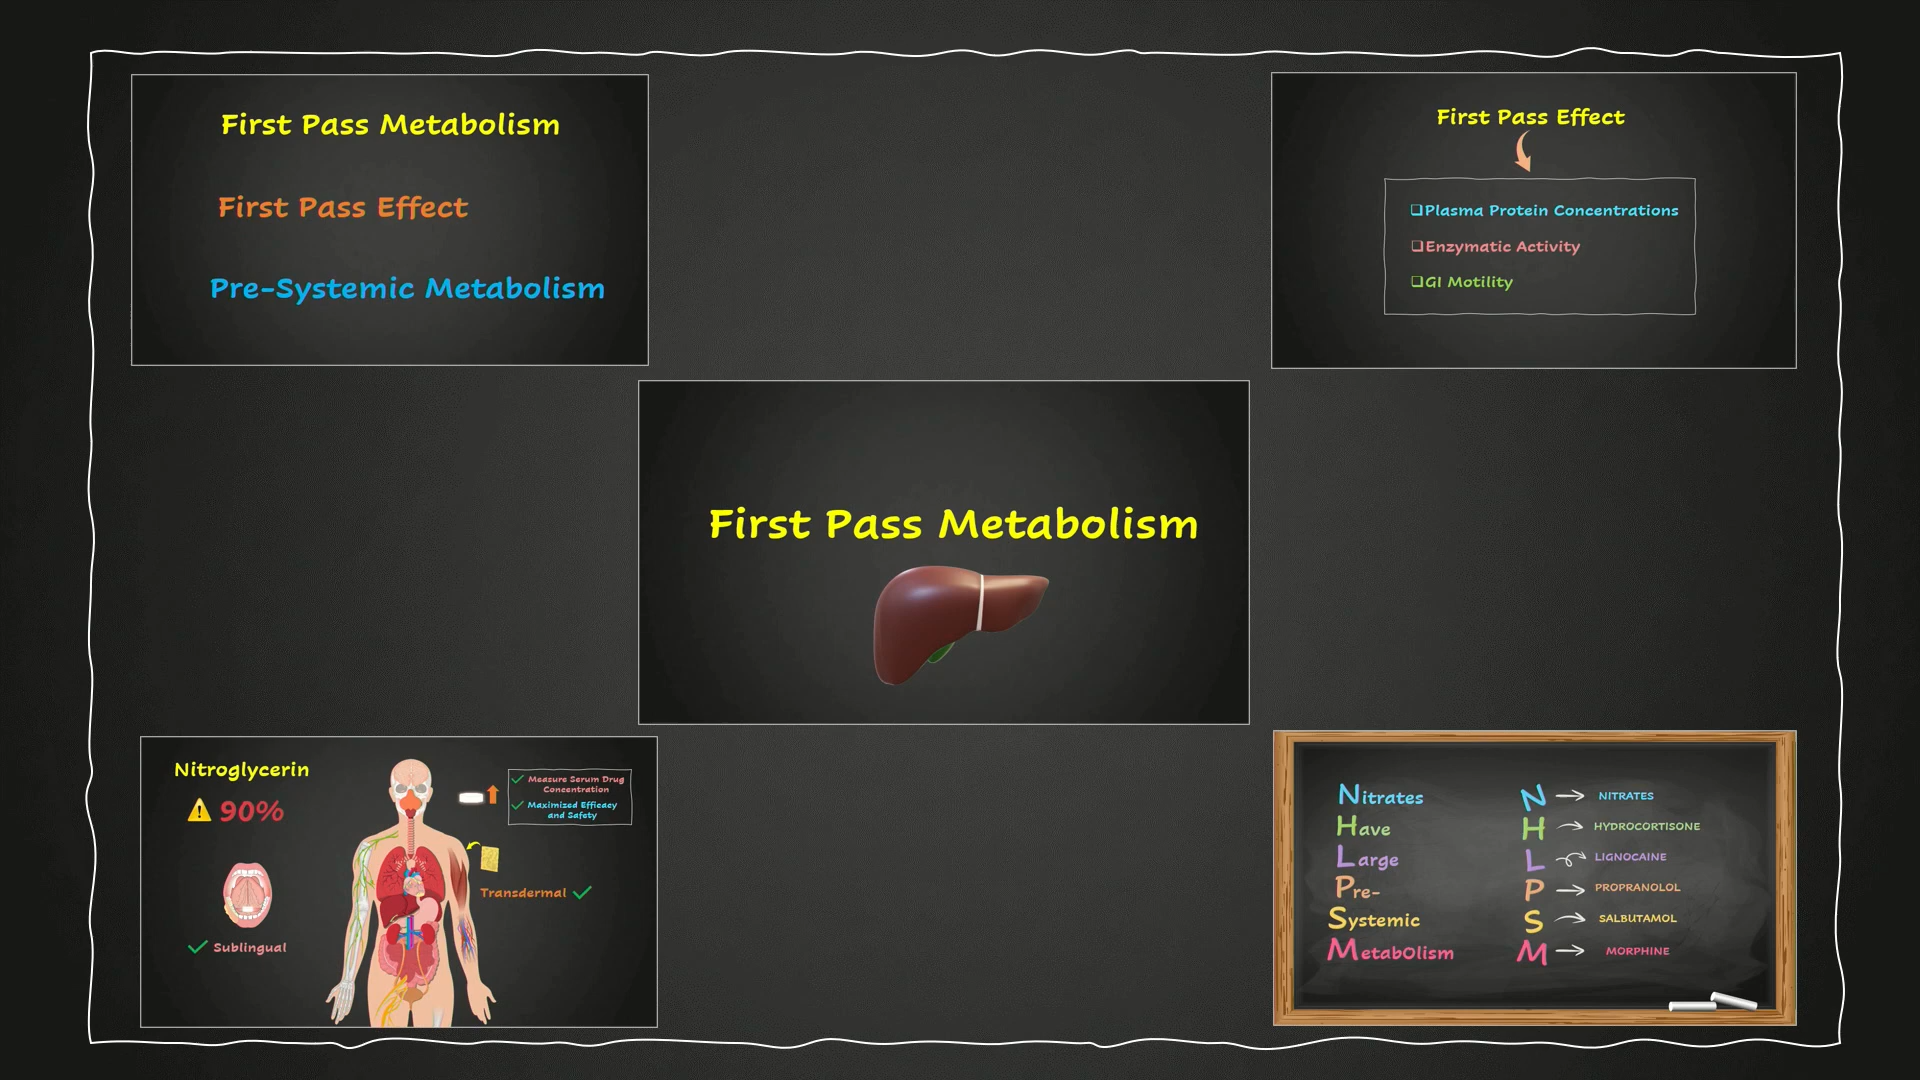 First Pass Metabolism
First Pass Effect
Pre-Systemic Metabolism
First Pass Effect
❑Plasma Protein Concentrations
❑Enzymatic Activity
❑GI Motility
First Pass Metabolism
Nitroglycerin
90%
Sublingual
Measure Serum Drug
Concentration
Maximized Efficacy
and Safety
Transdermal
Nitrates
Have
Large
Pre-
Systemic
MetabOlism
N → NITRATES
H → HYDROCORTISONE
L → LIGNOCAINE
P → PROPRANOLOL
S → SALBUTAMOL
M → MORPHINE